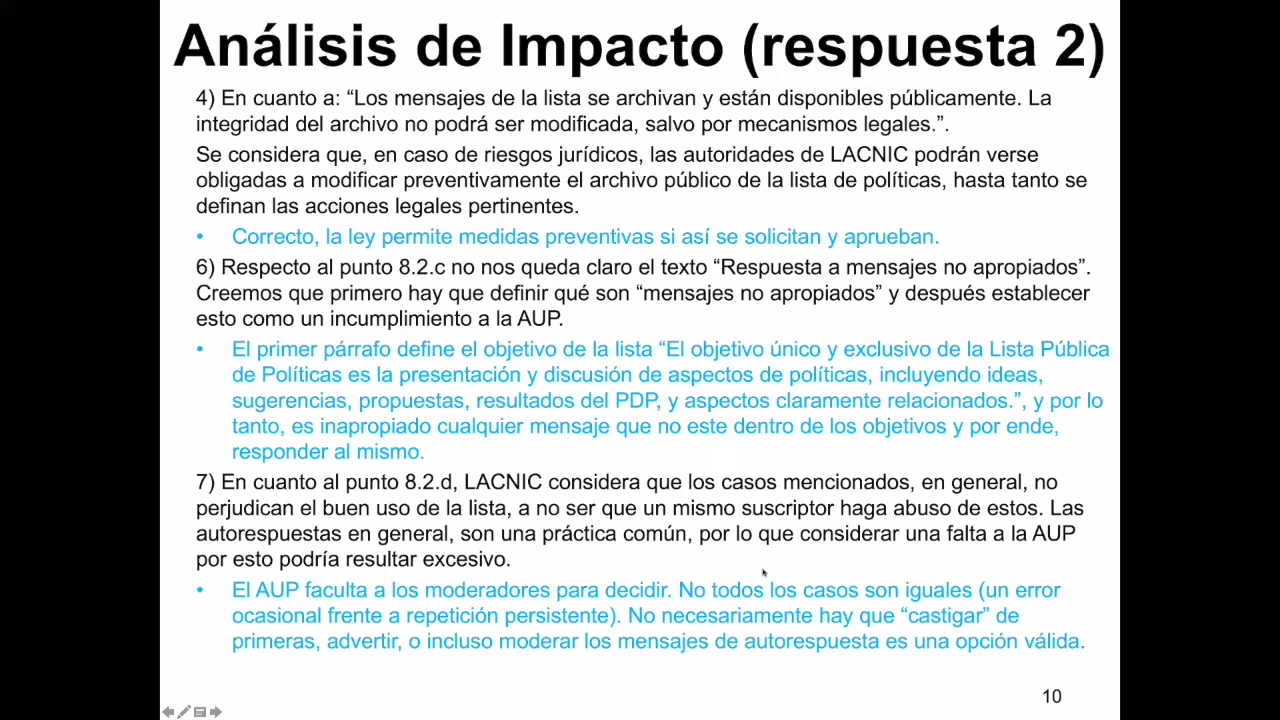 Análisis de Impacto (respuesta 2)
4) En cuanto a: “Los mensajes de la lista se archivan y están disponibles públicamente. La
integridad del archivo no podrá ser modificada, salvo por mecanismos legales.”.
Se considera que, en caso de riesgos jurídicos, las autoridades de LACNIC podrán verse
obligadas a modificar preventivamente el archivo público de la lista de políticas, hasta tanto se
definan las acciones legales pertinentes.
• Correcto, la ley permite medidas preventivas si así se solicitan y aprueban.
6) Respecto al punto 8.2.c no nos queda claro el texto “Respuesta a mensajes no apropiados”.
Creemos que primero hay que definir qué son “mensajes no apropiados” y después establecer
esto como un incumplimiento a la AUP.
• El primer párrafo define el objetivo de la lista “El objetivo único y exclusivo de la Lista Pública
de Políticas es la presentación y discusión de aspectos de políticas, incluyendo ideas,
sugerencias, propuestas, resultados del PDP, y aspectos claramente relacionados.”, y por lo
tanto, es inapropiado cualquier mensaje que no este dentro de los objetivos y por ende,
responder al mismo.
7) En cuanto al punto 8.2.d, LACNIC considera que los casos mencionados, en general, no
perjudican el buen uso de la lista, a no ser que un mismo suscriptor haga abuso de estos. Las
autorespuestas en general, son una práctica común, por lo que considerar una falta a la AUP
por esto podría resultar excesivo.
• El AUP faculta a los moderadores para decidir. No todos los casos son iguales (un error
ocasional frente a repetición persistente). No necesariamente hay que “castigar” de
primeras, advertir, o incluso moderar los mensajes de autorespuesta es una opción válida.
10